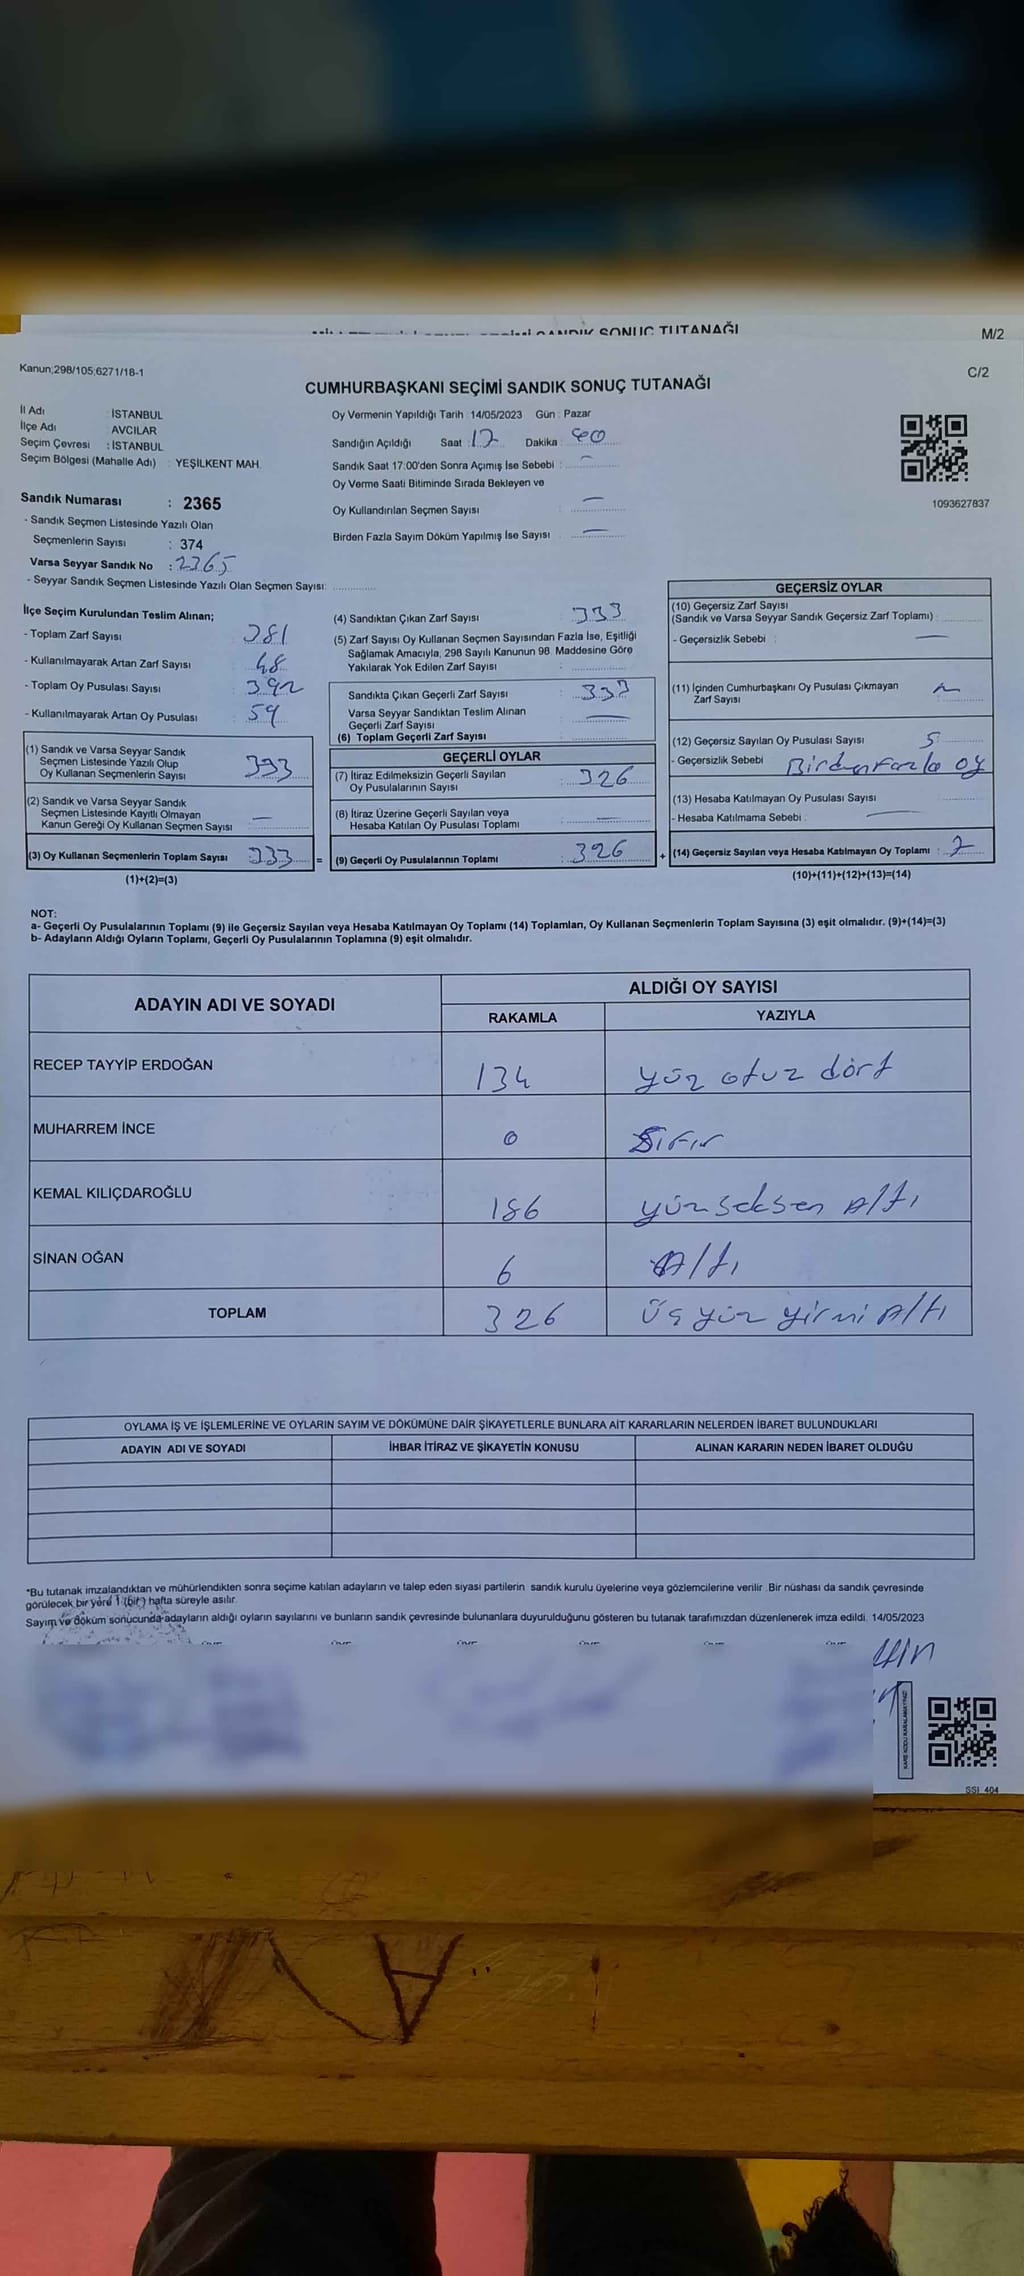 SANDIK SONUÇ TUTANAĞI
M/2
Kanun;298/105;6271/18-1
C/2
CUMHURBAŞKANI SEÇİMİ SANDIK SONUÇ TUTANAĞI
İl Adı : İSTANBUL
İlçe Adı : AVCILAR
Seçim Çevresi : İSTANBUL
Seçim Bölgesi (Mahalle Adı) : YEŞİLKENT MAH.
Oy Vermenin Yapıldığı Tarih : 14/05/2023 Gün : Pazar
Sandığın Açıldığı Saat : 17 Dakika : 40
Sandık Saat 17:00'den Sonra Açımış İse Sebebi : —
Oy Verme Saati Bitiminde Sırada Bekleyen ve
Oy Kullandırılan Seçmen Sayısı : —
Birden Fazla Sayım Döküm Yapılmış İse Sayısı : —
1093627837
Sandık Numarası : 2365
- Sandık Seçmen Listesinde Yazılı Olan
Seçmenlerin Sayısı : 374
Varsa Seyyar Sandık No : 2365
- Seyyar Sandık Seçmen Listesinde Yazılı Olan Seçmen Sayısı:
İlçe Seçim Kurulundan Teslim Alınan;
- Toplam Zarf Sayısı : 381
- Kullanılmayarak Artan Zarf Sayısı : 48
- Toplam Oy Pusulası Sayısı : 392
- Kullanılmayarak Artan Oy Pusulası : 59
(1) Sandık ve Varsa Seyyar Sandık
Seçmen Listesinde Yazılı Olup
Oy Kullanan Seçmenlerin Sayısı : 333
(2) Sandık ve Varsa Seyyar Sandık
Seçmen Listesinde Kayıtlı Olmayan
Kanun Gereği Oy Kullanan Seçmen Sayısı : —
(3) Oy Kullanan Seçmenlerin Toplam Sayısı : 333 =
(1)+(2)=(3)
(4) Sandıktan Çıkan Zarf Sayısı : 333
(5) Zarf Sayısı Oy Kullanan Seçmen Sayısından Fazla İse, Eşitliği
Sağlamak Amacıyla, 298 Sayılı Kanunun 98. Maddesine Göre
Yakılarak Yok Edilen Zarf Sayısı :
Sandıkta Çıkan Geçerli Zarf Sayısı : 333
Varsa Seyyar Sandıktan Teslim Alınan
Geçerli Zarf Sayısı : —
(6) Toplam Geçerli Zarf Sayısı :
GEÇERLİ OYLAR
(7) İtiraz Edilmeksizin Geçerli Sayılan
Oy Pusulalarının Sayısı : 326
(8) İtiraz Üzerine Geçerli Sayılan veya
Hesaba Katılan Oy Pusulası Toplamı : —
(9) Geçerli Oy Pusulalarının Toplamı : 326 +
GEÇERSİZ OYLAR
(10) Geçersiz Zarf Sayısı
(Sandık ve Varsa Seyyar Sandık Geçersiz Zarf Toplamı) :
- Geçersizlik Sebebi : —
(11) İçinden Cumhurbaşkanı Oy Pusulası Çıkmayan
Zarf Sayısı : 2
(12) Geçersiz Sayılan Oy Pusulası Sayısı : 5
- Geçersizlik Sebebi : Birden Fazla oy
(13) Hesaba Katılmayan Oy Pusulası Sayısı :
- Hesaba Katılmama Sebebi : —
(14) Geçersiz Sayılan veya Hesaba Katılmayan Oy Toplamı : 7
(10)+(11)+(12)+(13)=(14)
NOT:
a- Geçerli Oy Pusulalarının Toplamı (9) ile Geçersiz Sayılan veya Hesaba Katılmayan Oy Toplamı (14) Toplamları, Oy Kullanan Seçmenlerin Toplam Sayısına (3) eşit olmalıdır. (9)+(14)=(3)
b- Adayların Aldığı Oyların Toplamı, Geçerli Oy Pusulalarının Toplamına (9) eşit olmalıdır.
ADAYIN ADI VE SOYADI
ALDIĞI OY SAYISI
RAKAMLA YAZIYLA
RECEP TAYYİP ERDOĞAN 134 yüz otuz dört
MUHARREM İNCE 0 Sıfır
KEMAL KILIÇDAROĞLU 186 yüz seksen Altı
SİNAN OĞAN 6 Altı
TOPLAM 326 Üç yüz yirmi Altı
OYLAMA İŞ VE İŞLEMLERİNE VE OYLARIN SAYIM VE DÖKÜMÜNE DAİR ŞİKAYETLERLE BUNLARA AİT KARARLARIN NELERDEN İBARET BULUNDUKLARI
ADAYIN ADI VE SOYADI İHBAR İTİRAZ VE ŞİKAYETİN KONUSU ALINAN KARARIN NEDEN İBARET OLDUĞU
*Bu tutanak imzalandıktan ve mühürlendikten sonra seçime katılan adayların ve talep eden siyasi partilerin sandık kurulu üyelerine veya gözlemcilerine verilir. Bir nüshası da sandık çevresinde
görülecek bir yere 1 (bir) hafta süreyle asılır.
Sayım ve döküm sonucunda adayların aldığı oyların sayılarını ve bunların sandık çevresinde bulunanlara duyurulduğunu gösteren bu tutanak tarafımızdan düzenlenerek imza edildi. 14/05/2023
KARE KODU KARALAMAYINIZ!
SSI_404